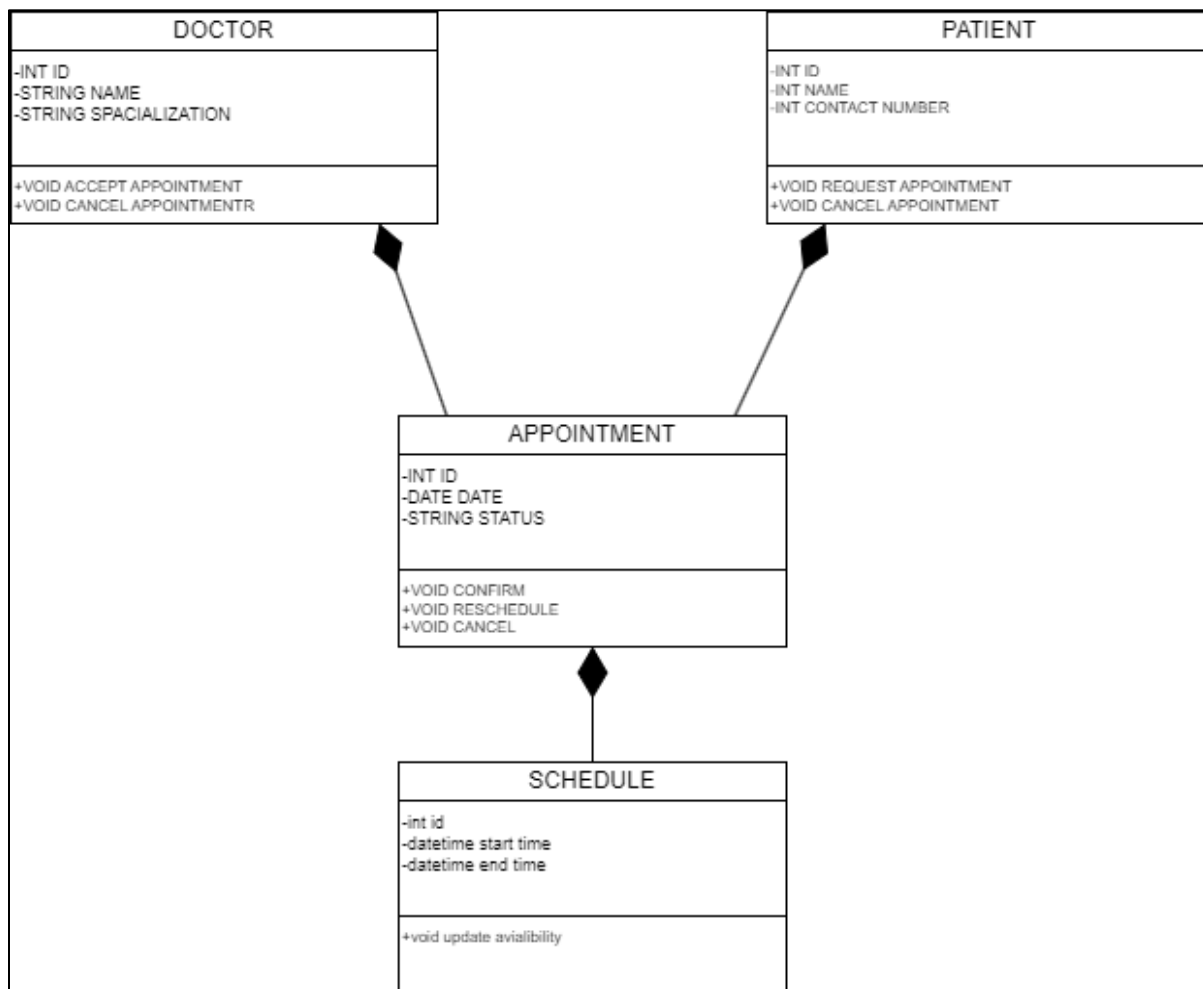 DOCTOR
-INT ID
-STRING NAME
-STRING SPACIALIZATION
+VOID ACCEPT APPOINTMENT
+VOID CANCEL APPOINTMENTR
PATIENT
-INT ID
-INT NAME
-INT CONTACT NUMBER
+VOID REQUEST APPOINTMENT
+VOID CANCEL APPOINTMENT
APPOINTMENT
-INT ID
-DATE DATE
-STRING STATUS
+VOID CONFIRM
+VOID RESCHEDULE
+VOID CANCEL
SCHEDULE
-int id
-datetime start time
-datetime end time
+void update avialibility